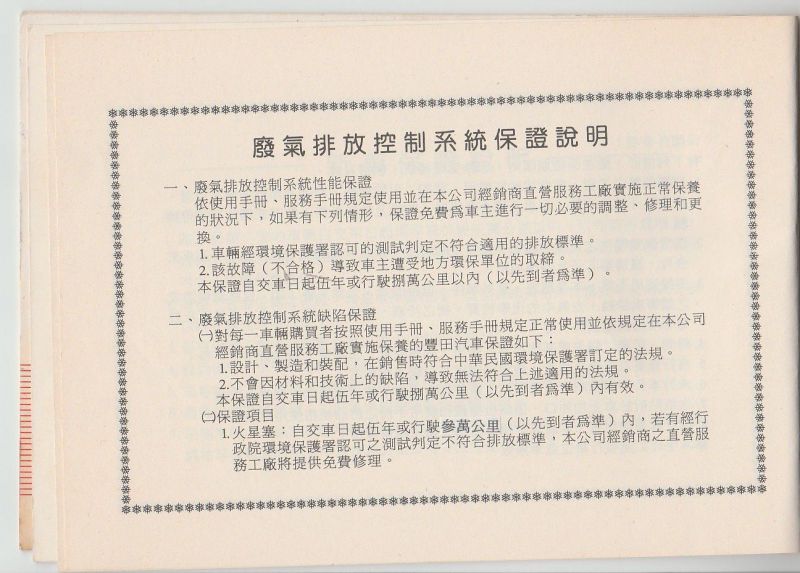 廢氣排放控制系統保證說明
一、廢氣排放控制系統性能保證
依使用手冊、服務手冊規定使用並在本公司經銷商直營服務工廠實施正常保養
的狀況下，如果有下列情形，保證免費爲車主進行一切必要的調整、修理和更
換。
1.車輛經環境保護署認可的測試判定不符合適用的排放標準。
2.該故障（不合格）導致車主遭受地方環保單位的取締。
本保證自交車日起伍年或行駛捌萬公里以內（以先到者爲準）。
二、廢氣排放控制系統缺陷保證
㈠對每一車輛購買者按照使用手冊、服務手冊規定正常使用並依規定在本公司
經銷商直營服務工廠實施保養的豐田汽車保證如下：
1.設計、製造和裝配，在銷售時符合中華民國環境保護署訂定的法規。
2.不會因材料和技術上的缺陷，導致無法符合上述適用的法規。
本保證自交車日起伍年或行駛捌萬公里（以先到者爲準）內有效。
㈡保證項目
1.火星塞：自交車日起伍年或行駛參萬公里（以先到者爲準）內，若有經行
政院環境保護署認可之測試判定不符合排放標準，本公司經銷商之直營服
務工廠將提供免費修理。